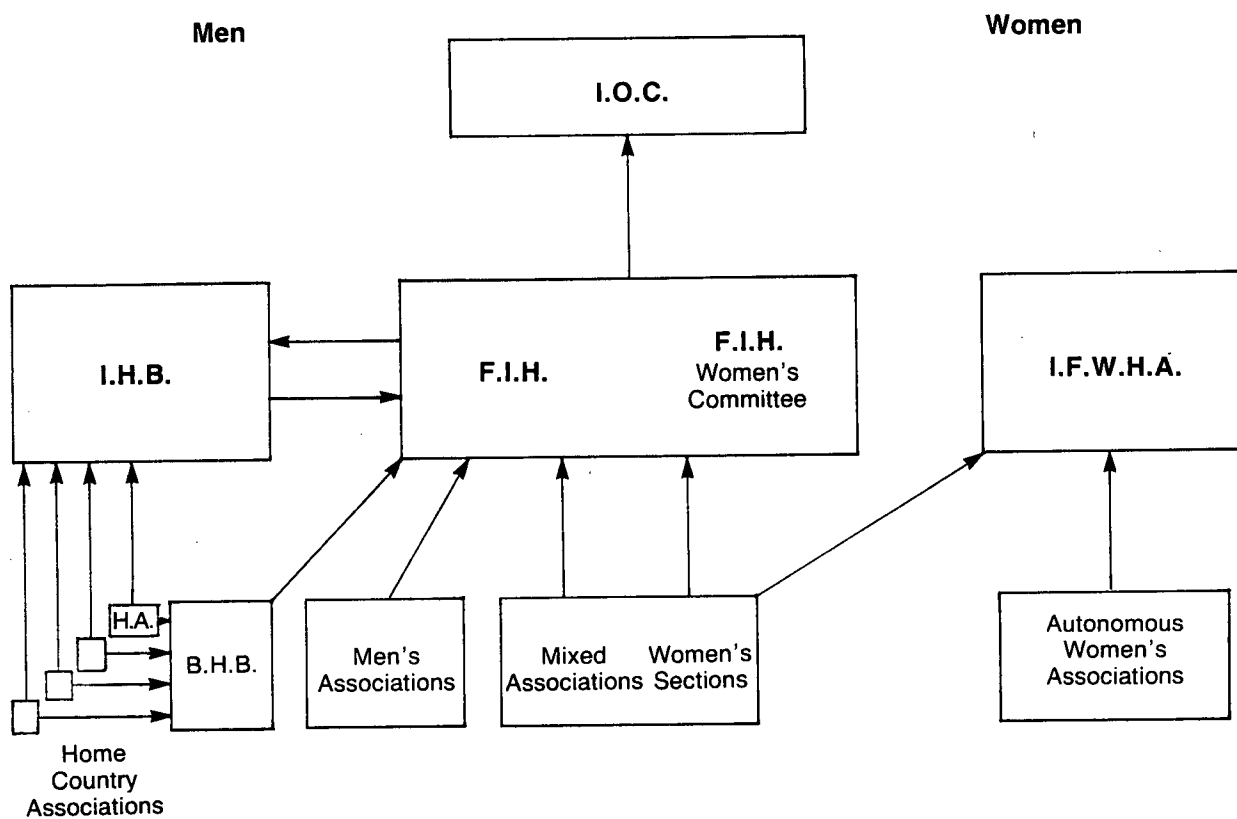 Men
Women
I.O.C.
I.H.B.
F.I.H.
F.I.H.
Women's
Committee
I.F.W.H.A.
H.A.
B.H.B.
Men's
Associations
Mixed
Associations
Women's
Sections
Autonomous
Women's
Associations
Home
Country
Associations